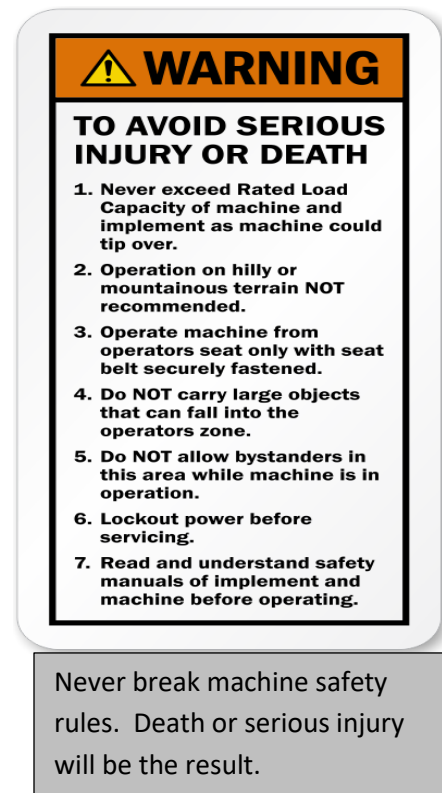 WARNING
TO AVOID SERIOUS
INJURY OR DEATH
1. Never exceed Rated Load
Capacity of machine and
implement as machine could
tip over.
2. Operation on hilly or
mountainous terrain NOT
recommended.
3. Operate machine from
operators seat only with seat
belt securely fastened.
4. Do NOT carry large objects
that can fall into the
operators zone.
5. Do NOT allow bystanders in
this area while machine is in
operation.
6. Lockout power before
servicing.
7. Read and understand safety
manuals of implement and
machine before operating.
Never break machine safety
rules.  Death or serious injury
will be the result.